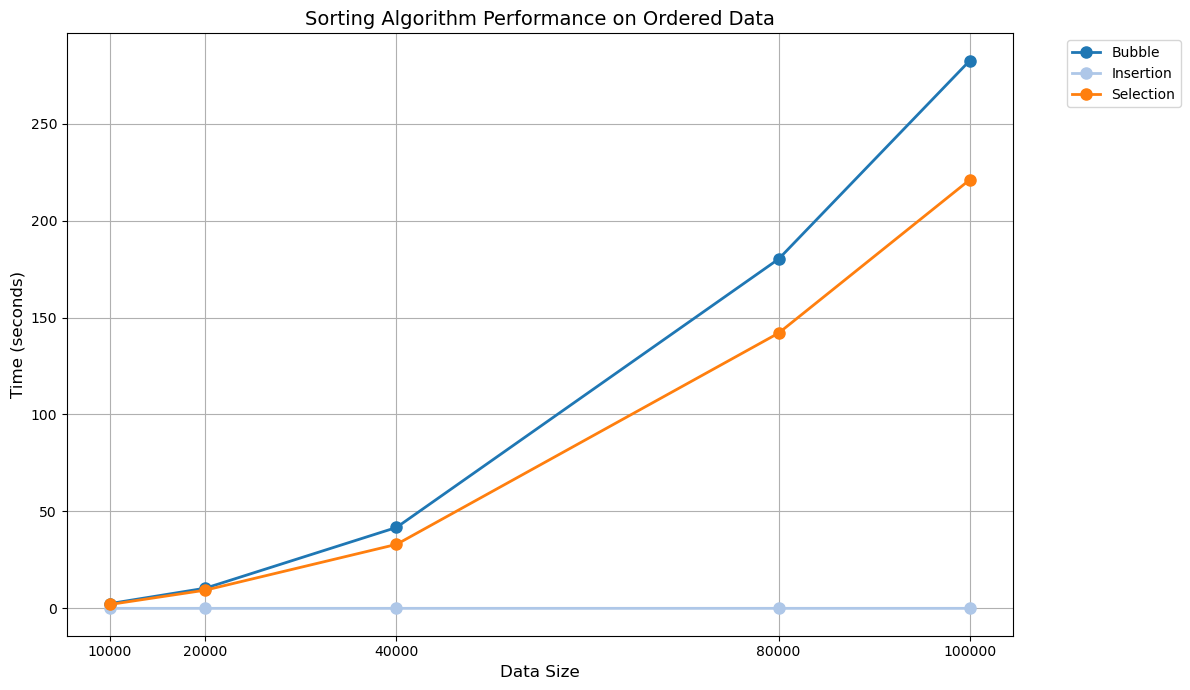 Sorting Algorithm Performance on Ordered Data
Bubble
Insertion
Selection
250
200
150
100
50
0
Time (seconds)
10000 20000 40000 80000 100000
Data Size